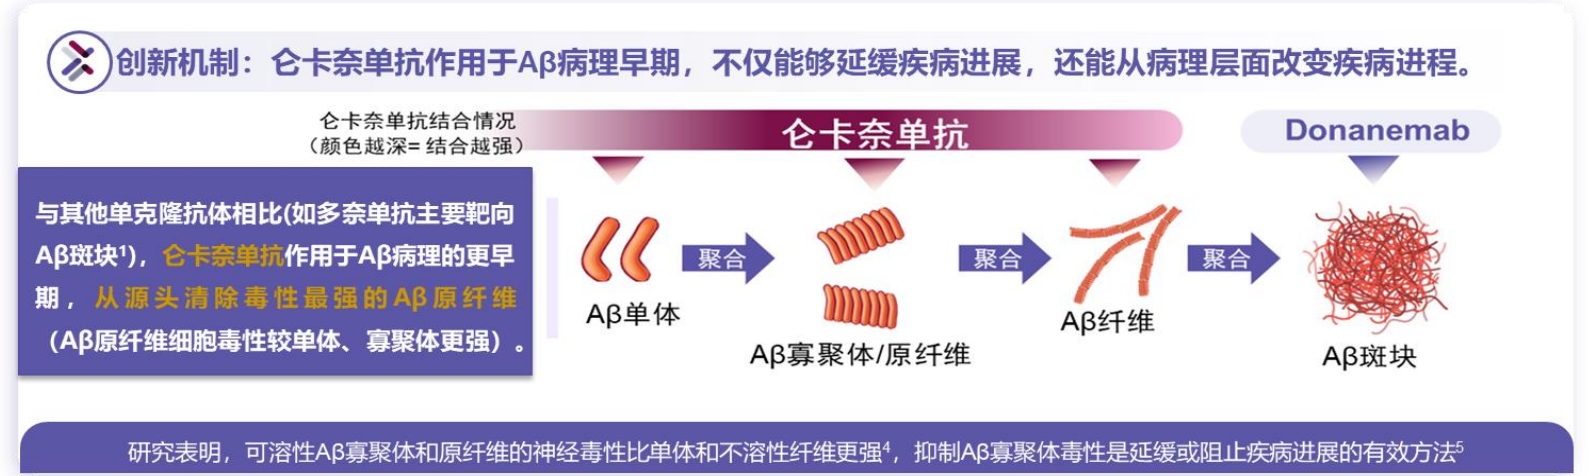 创新机制：仑卡奈单抗作用于Aβ病理早期，不仅能够延缓疾病进展，还能从病理层面改变疾病进程。
仑卡奈单抗结合情况
（颜色越深= 结合越强）
仑卡奈单抗
Donanemab
与其他单克隆抗体相比(如多奈单抗主要靶向
Aβ斑块¹)，仑卡奈单抗作用于Aβ病理的更早
期，从源头清除毒性最强的Aβ原纤维
（Aβ原纤维细胞毒性较单体、寡聚体更强）。
聚合
聚合
聚合
Aβ单体
Aβ寡聚体/原纤维
Aβ纤维
Aβ斑块
研究表明，可溶性Aβ寡聚体和原纤维的神经毒性比单体和不溶性纤维更强⁴，抑制Aβ寡聚体毒性是延缓或阻止疾病进展的有效方法⁵